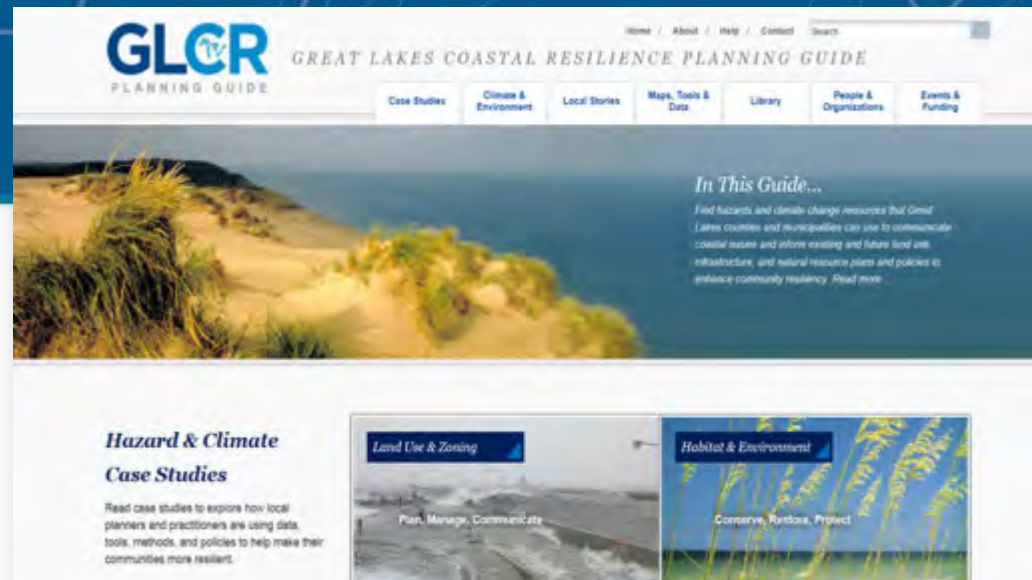 Home / About / Help / Contact
Search
GLCR
PLANNING GUIDE
GREAT LAKES COASTAL RESILIENCE PLANNING GUIDE
Case Studies
Climate &
Environment
Local Stories
Maps, Tools &
Data
Library
People &
Organizations
Events &
Funding
In This Guide...
Find hazards and climate change resources that Great
Lakes counties and municipalities can use to communicate
coastal issues and inform existing and future land use,
infrastructure, and natural resource plans and policies to
enhance community resiliency. Read more
Hazard & Climate
Case Studies
Read case studies to explore how local
planners and practitioners are using data,
tools, methods, and policies to help make their
communities more resilient.
Land Use & Zoning
Plan, Manage, Communicate
Habitat & Environment
Conserve, Restore, Protect